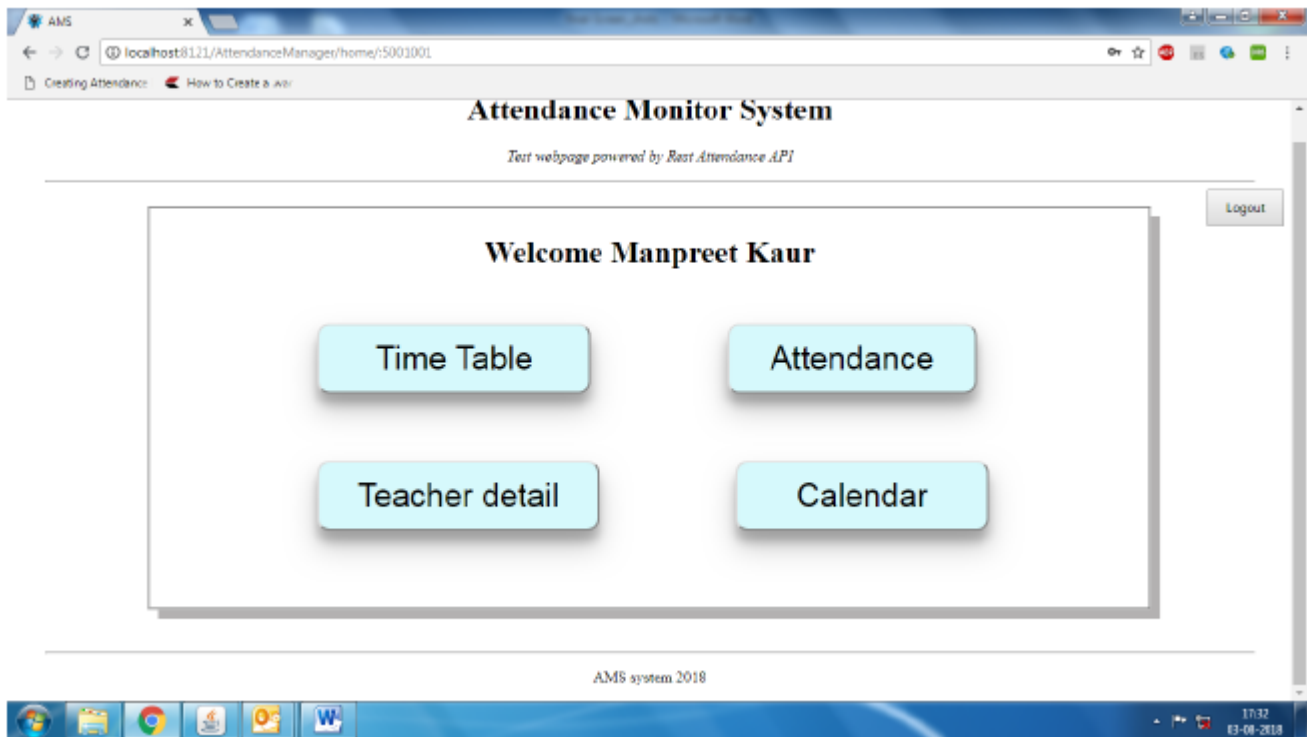 AMS
localhost:8121/AttendanceManager/home/:5001001
Creating Attendance
How to Create a .war
Attendance Monitor System
Test webpage powered by Rest Attendance API
Logout
Welcome Manpreet Kaur
Time Table
Attendance
Teacher detail
Calendar
AMS system 2018
17:32
03-08-2018